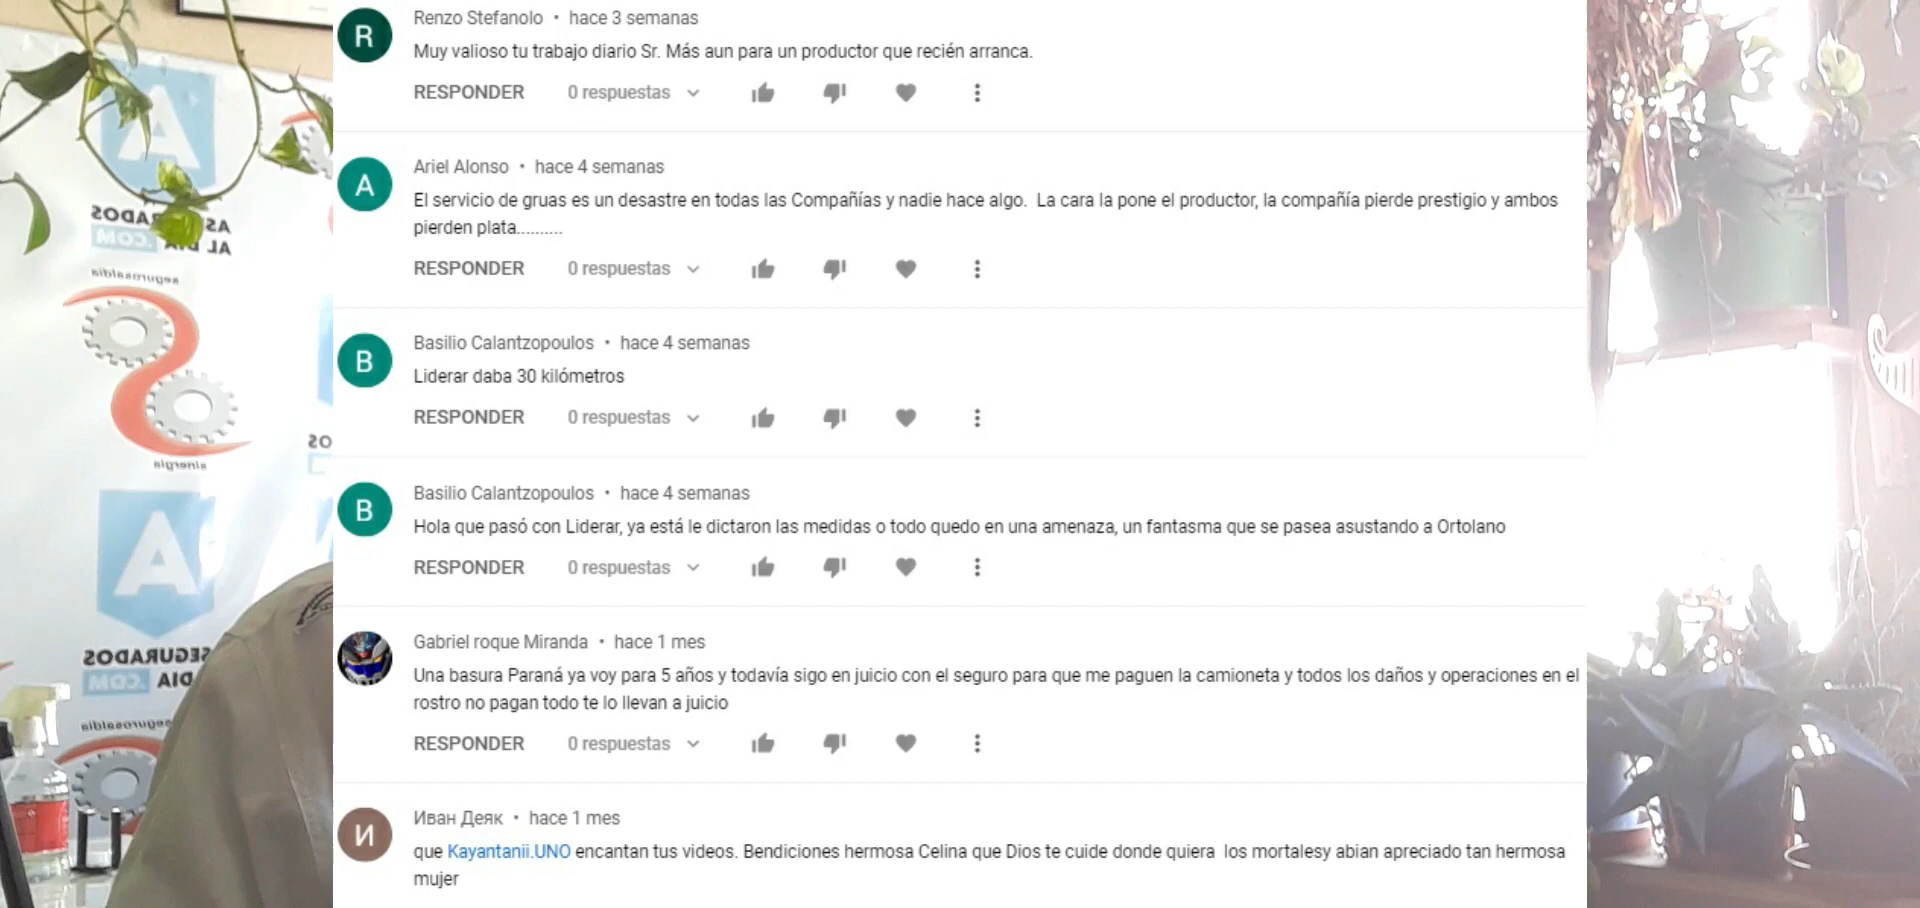 Renzo Stefanolo • hace 3 semanas
Muy valioso tu trabajo diario Sr. Más aun para un productor que recién arranca.
RESPONDER 0 respuestas
Ariel Alonso • hace 4 semanas
El servicio de gruas es un desastre en todas las Compañías y nadie hace algo. La cara la pone el productor, la compañía pierde prestigio y ambos
pierden plata..........
RESPONDER 0 respuestas
Basilio Calantzopoulos • hace 4 semanas
Liderar daba 30 kilómetros
RESPONDER 0 respuestas
Basilio Calantzopoulos • hace 4 semanas
Hola que pasó con Liderar, ya está le dictaron las medidas o todo quedo en una amenaza, un fantasma que se pasea asustando a Ortolano
RESPONDER 0 respuestas
Gabriel roque Miranda • hace 1 mes
Una basura Paraná ya voy para 5 años y todavía sigo en juicio con el seguro para que me paguen la camioneta y todos los daños y operaciones en el
rostro no pagan todo te lo llevan a juicio
RESPONDER 0 respuestas
Иван Деяк • hace 1 mes
que Kayantanii.UNO encantan tus videos. Bendiciones hermosa Celina que Dios te cuide donde quiera los mortalesy abian apreciado tan hermosa
mujer
R
A
B
B
И
A
AL
.COM
segurosaldia
sinergia
A
.COM
segurosaldia